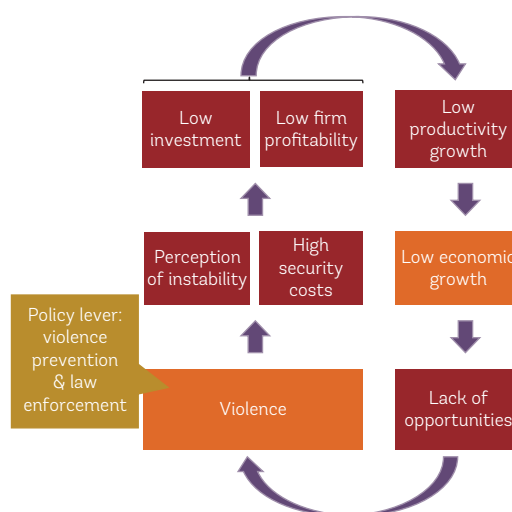 Low
investment
Low firm
profitability
Low
productivity
growth
Perception
of instability
High
security
costs
Low economic
growth
Policy lever:
violence
prevention
& law
enforcement
Violence
Lack of
opportunities